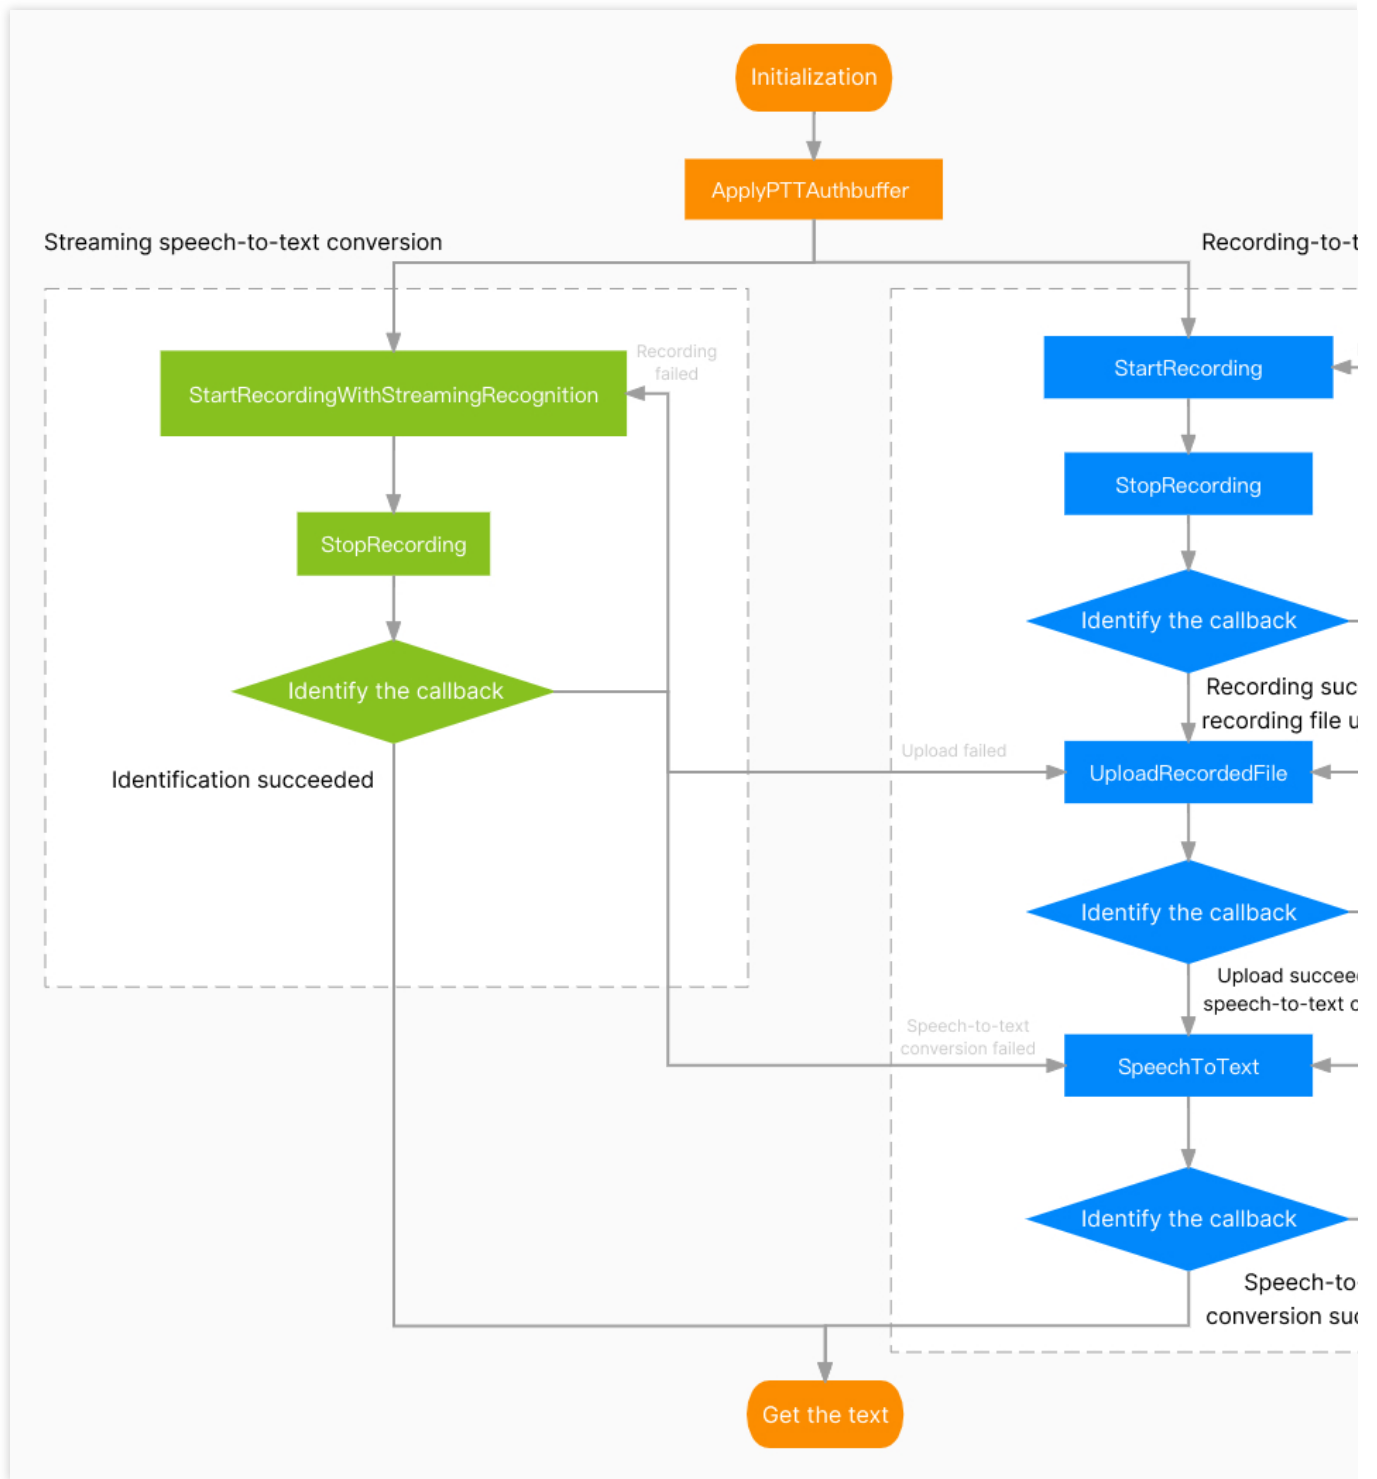 Initialization
ApplyPTTAuthbuffer
Streaming speech-to-text conversion
Recording-to-t
Recording
failed
StartRecordingWithStreamingRecognition
StartRecording
StopRecording
StopRecording
Identify the callback
Identify the callback
Recording suc
recording file u
Identification succeeded
Upload failed
UploadRecordedFile
Identify the callback
Upload succee
speech-to-text c
Speech-to-text
conversion failed
SpeechToText
Identify the callback
Speech-to
conversion suc
Get the text